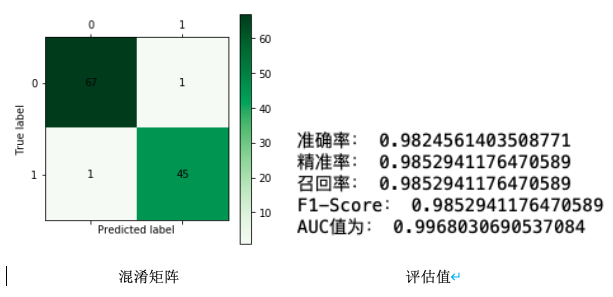 0 1
60
0 67 1
50
40
True label
30
1 1 45
20
10
Predicted label
准确率： 0.9824561403508771
精准率： 0.9852941176470589
召回率： 0.9852941176470589
F1-Score： 0.9852941176470589
AUC值为： 0.9968030690537084
混淆矩阵 评估值↵